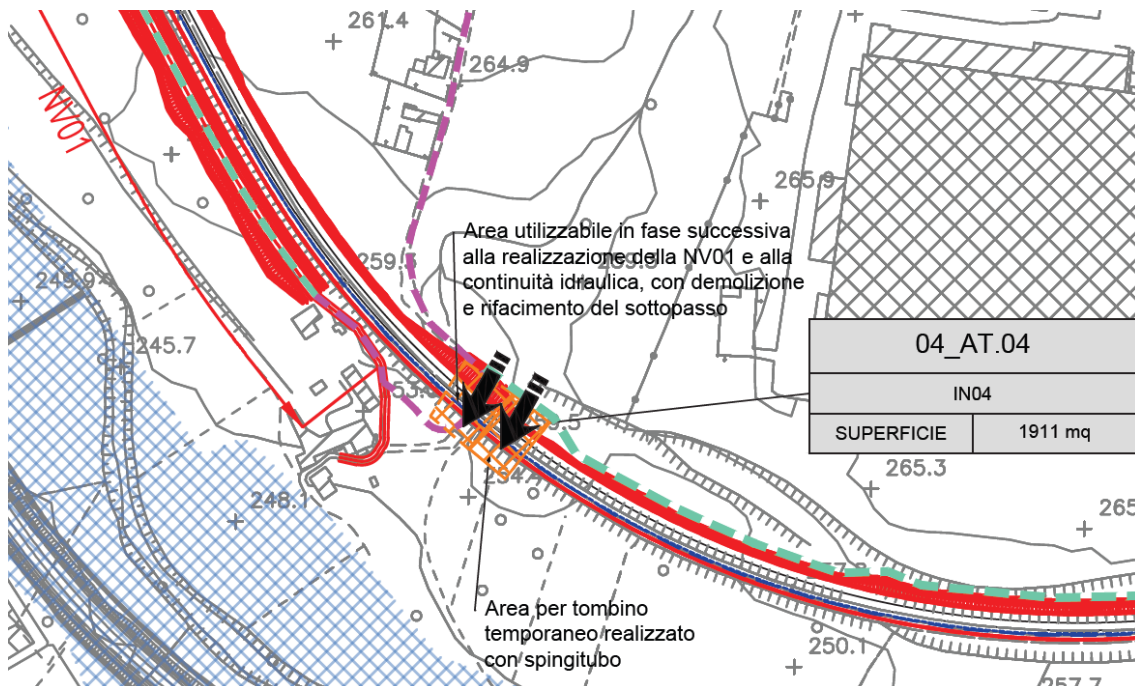 261.4
264.9
NV01
265.9
Area utilizzabile in fase successiva
alla realizzazione della NV01 e alla
continuità idraulica, con demolizione
e rifacimento del sottopasso
249.9
245.7
04_AT.04
IN04
SUPERFICIE
1911 mq
265.3
248.1
Area per tombino
temporaneo realizzato
con spingitubo
250.1
257.7